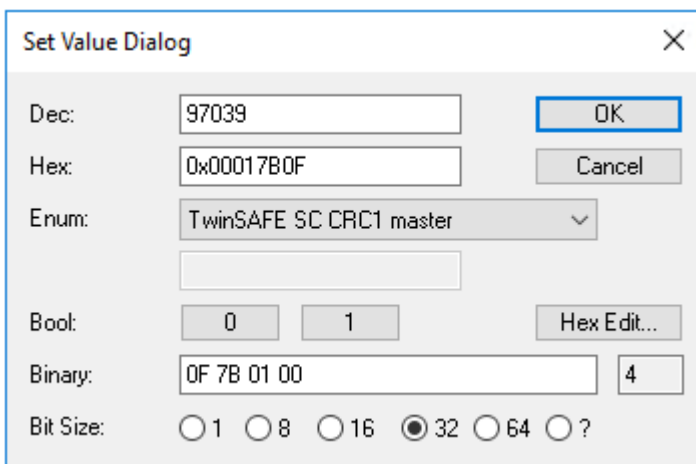 Set Value Dialog
Dec: 97039 OK
Hex: 0x00017B0F Cancel
Enum: TwinSAFE SC CRC1 master
Bool: 0 1 Hex Edit...
Binary: 0F 7B 01 00 4
Bit Size: 1 8 16 32 64 ?